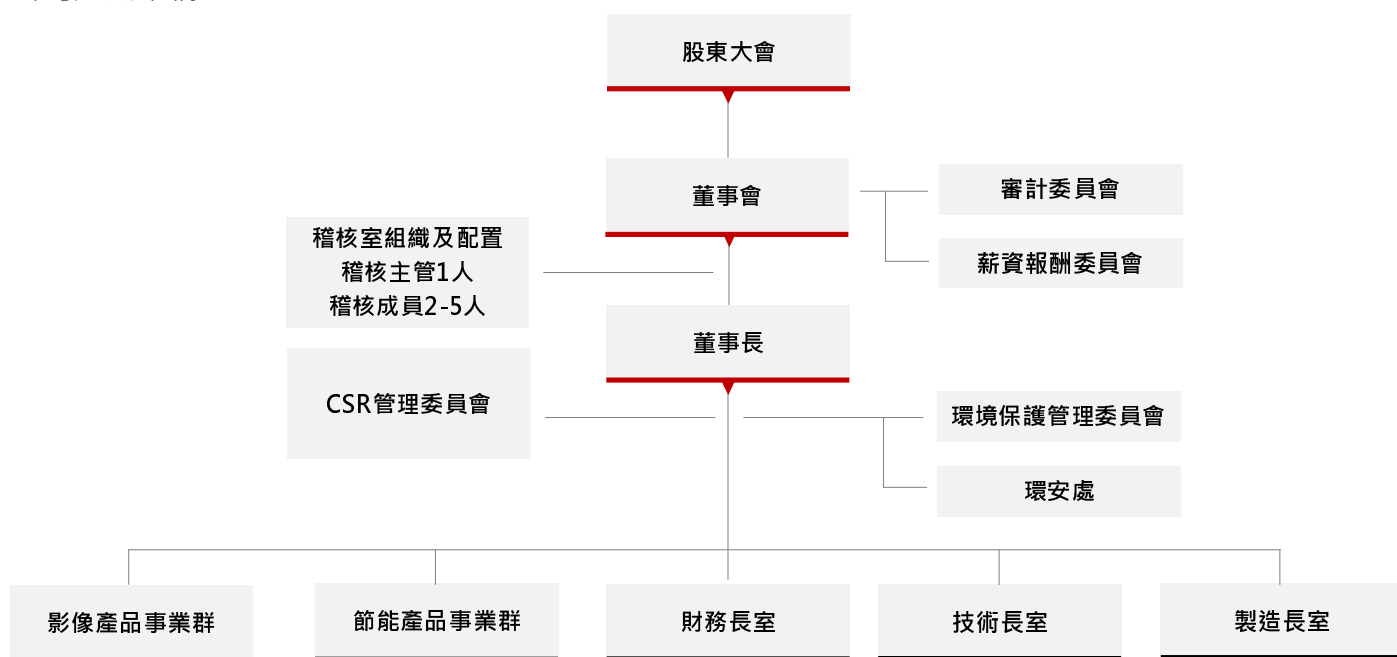 股東大會
董事會
審計委員會
薪資報酬委員會
稽核室組織及配置
稽核主管1人
稽核成員2-5人
董事長
CSR管理委員會
環境保護管理委員會
環安處
影像產品事業群
節能產品事業群
財務長室
技術長室
製造長室